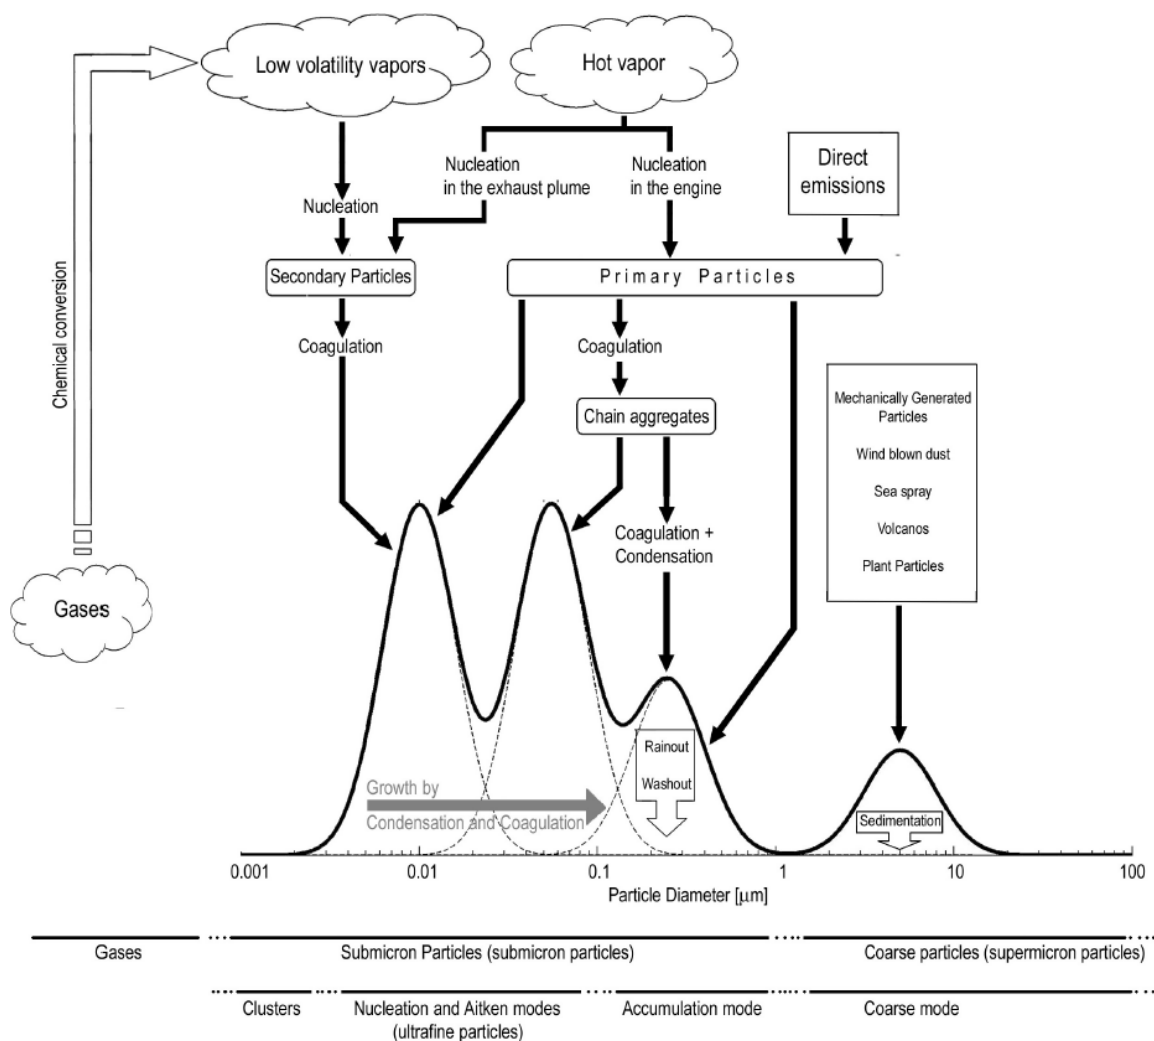 Low volatility vapors
Hot vapor
Direct
emissions
Nucleation
in the exhaust plume
Nucleation
in the engine
Nucleation
Secondary Particles
Primary Particles
Chemical conversion
Coagulation
Coagulation
Chain aggregates
Mechanically Generated
Particles
Wind blown dust
Sea spray
Volcanos
Plant Particles
Coagulation +
Condensation
Gases
Rainout
Washout
Growth by
Condensation and Coagulation
Sedimentation
0.001
0.01
0.1
1
10
100
Particle Diameter [μm]
Gases
Submicron Particles (submicron particles)
Coarse particles (supermicron particles)
Clusters
Nucleation and Aitken modes
(ultrafine particles)
Accumulation mode
Coarse mode